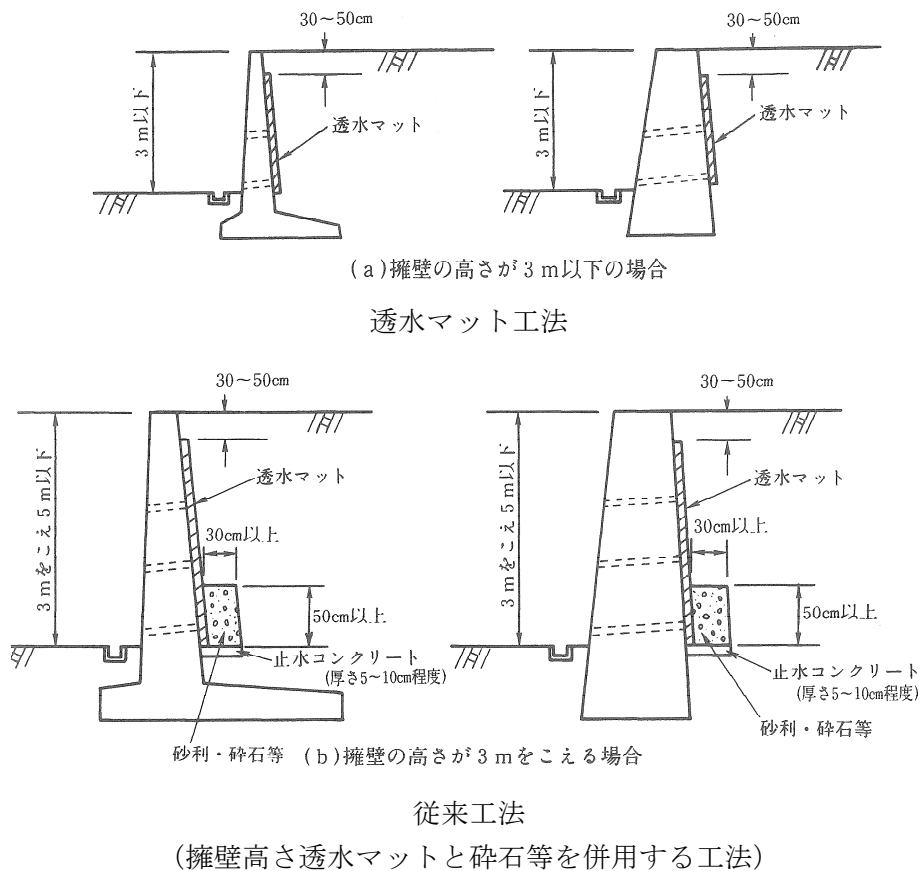 30～50cm
3m以下
透水マット
30～50cm
3m以下
透水マット
(a)擁壁の高さが3m以下の場合
透水マット工法
30～50cm
3mをこえ5m以下
透水マット
30cm以上
50cm以上
止水コンクリート
(厚さ5～10cm程度)
砂利・砕石等
30～50cm
3mをこえ5m以下
透水マット
30cm以上
50cm以上
止水コンクリート
(厚さ5～10cm程度)
砂利・砕石等
(b)擁壁の高さが3mをこえる場合
従来工法
(擁壁高さ透水マットと砕石等を併用する工法)